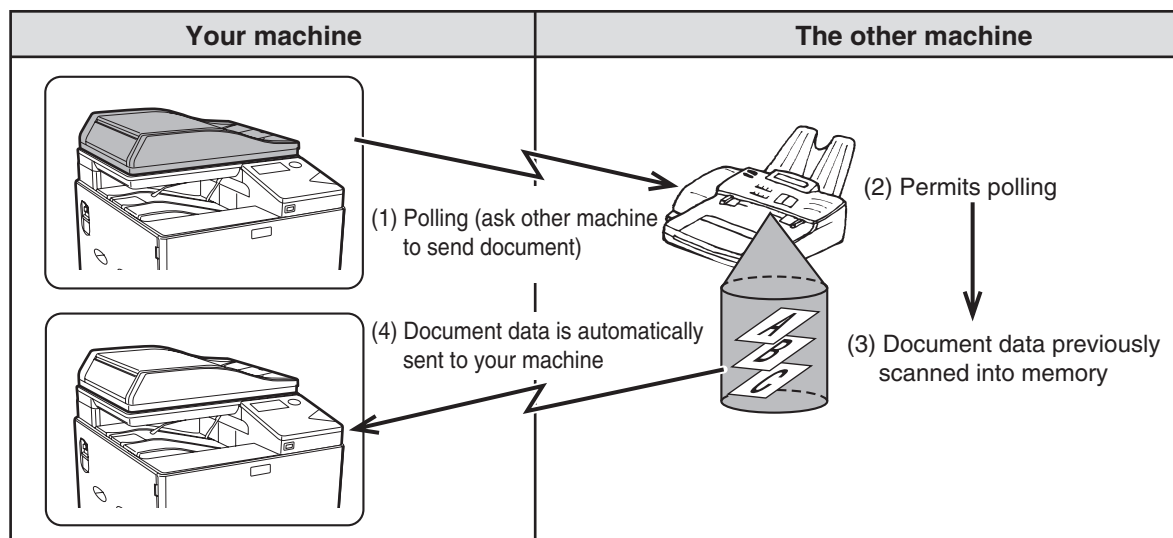 Your machine
The other machine
(1) Polling (ask other machine
to send document)
(2) Permits polling
(3) Document data previously
scanned into memory
A
B
C
(4) Document data is automatically
sent to your machine